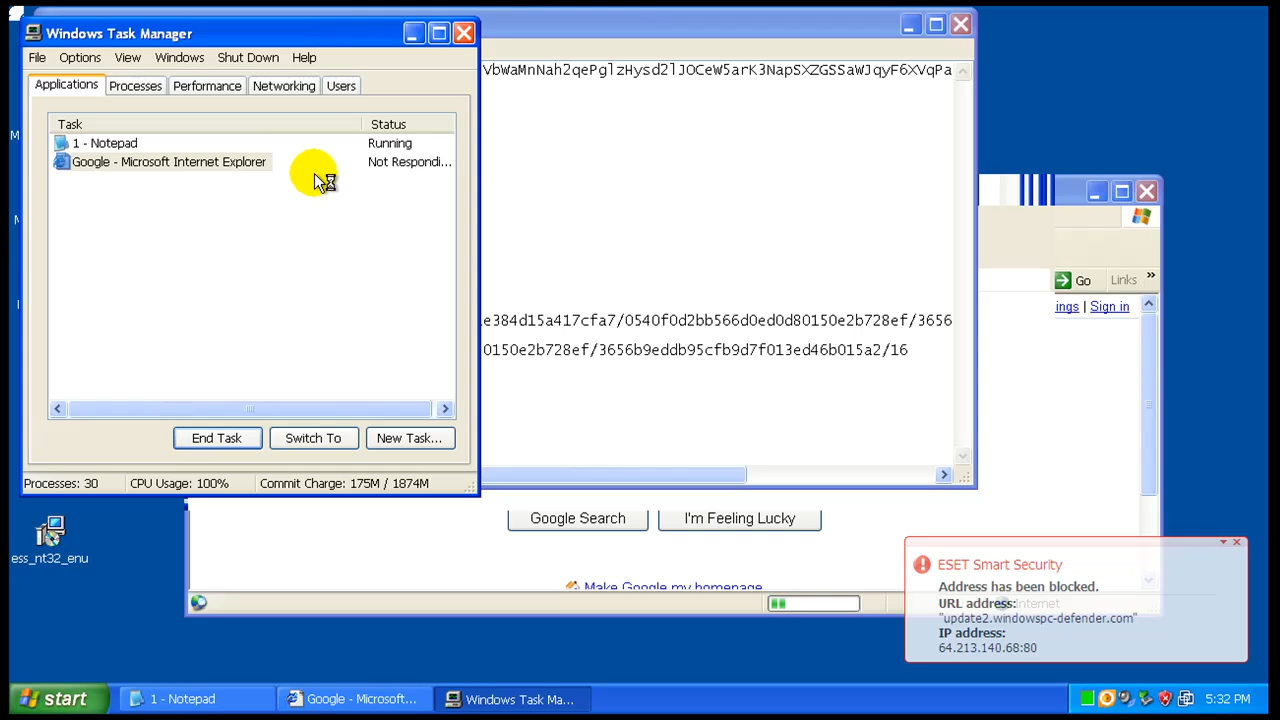 Windows Task Manager
File Options View Windows Shut Down Help
Applications Processes Performance Networking Users
Task Status
1 - Notepad Running
Google - Microsoft Internet Explorer Not Respondi...
End Task Switch To New Task...
Processes: 30 CPU Usage: 100% Commit Charge: 175M / 1874M
VbWaMnNah2qePglzHysd2lJOCeW5arK3NapSXZGSSaWJqyF6XVqPa
e384d15a417cfa7/0540f0d2bb566d0ed0d80150e2b728ef/3656
0150e2b728ef/3656b9eddb95cfb9d7f013ed46b015a2/16
Go Links »
ings | Sign in
Google Search I'm Feeling Lucky
Make Google my homepage
Internet
ess_nt32_enu
ESET Smart Security
Address has been blocked.
URL address:
"update2.windowspc-defender.com"
IP address:
64.213.140.68:80
start 1 - Notepad Google - Microsoft... Windows Task Ma... 5:32 PM